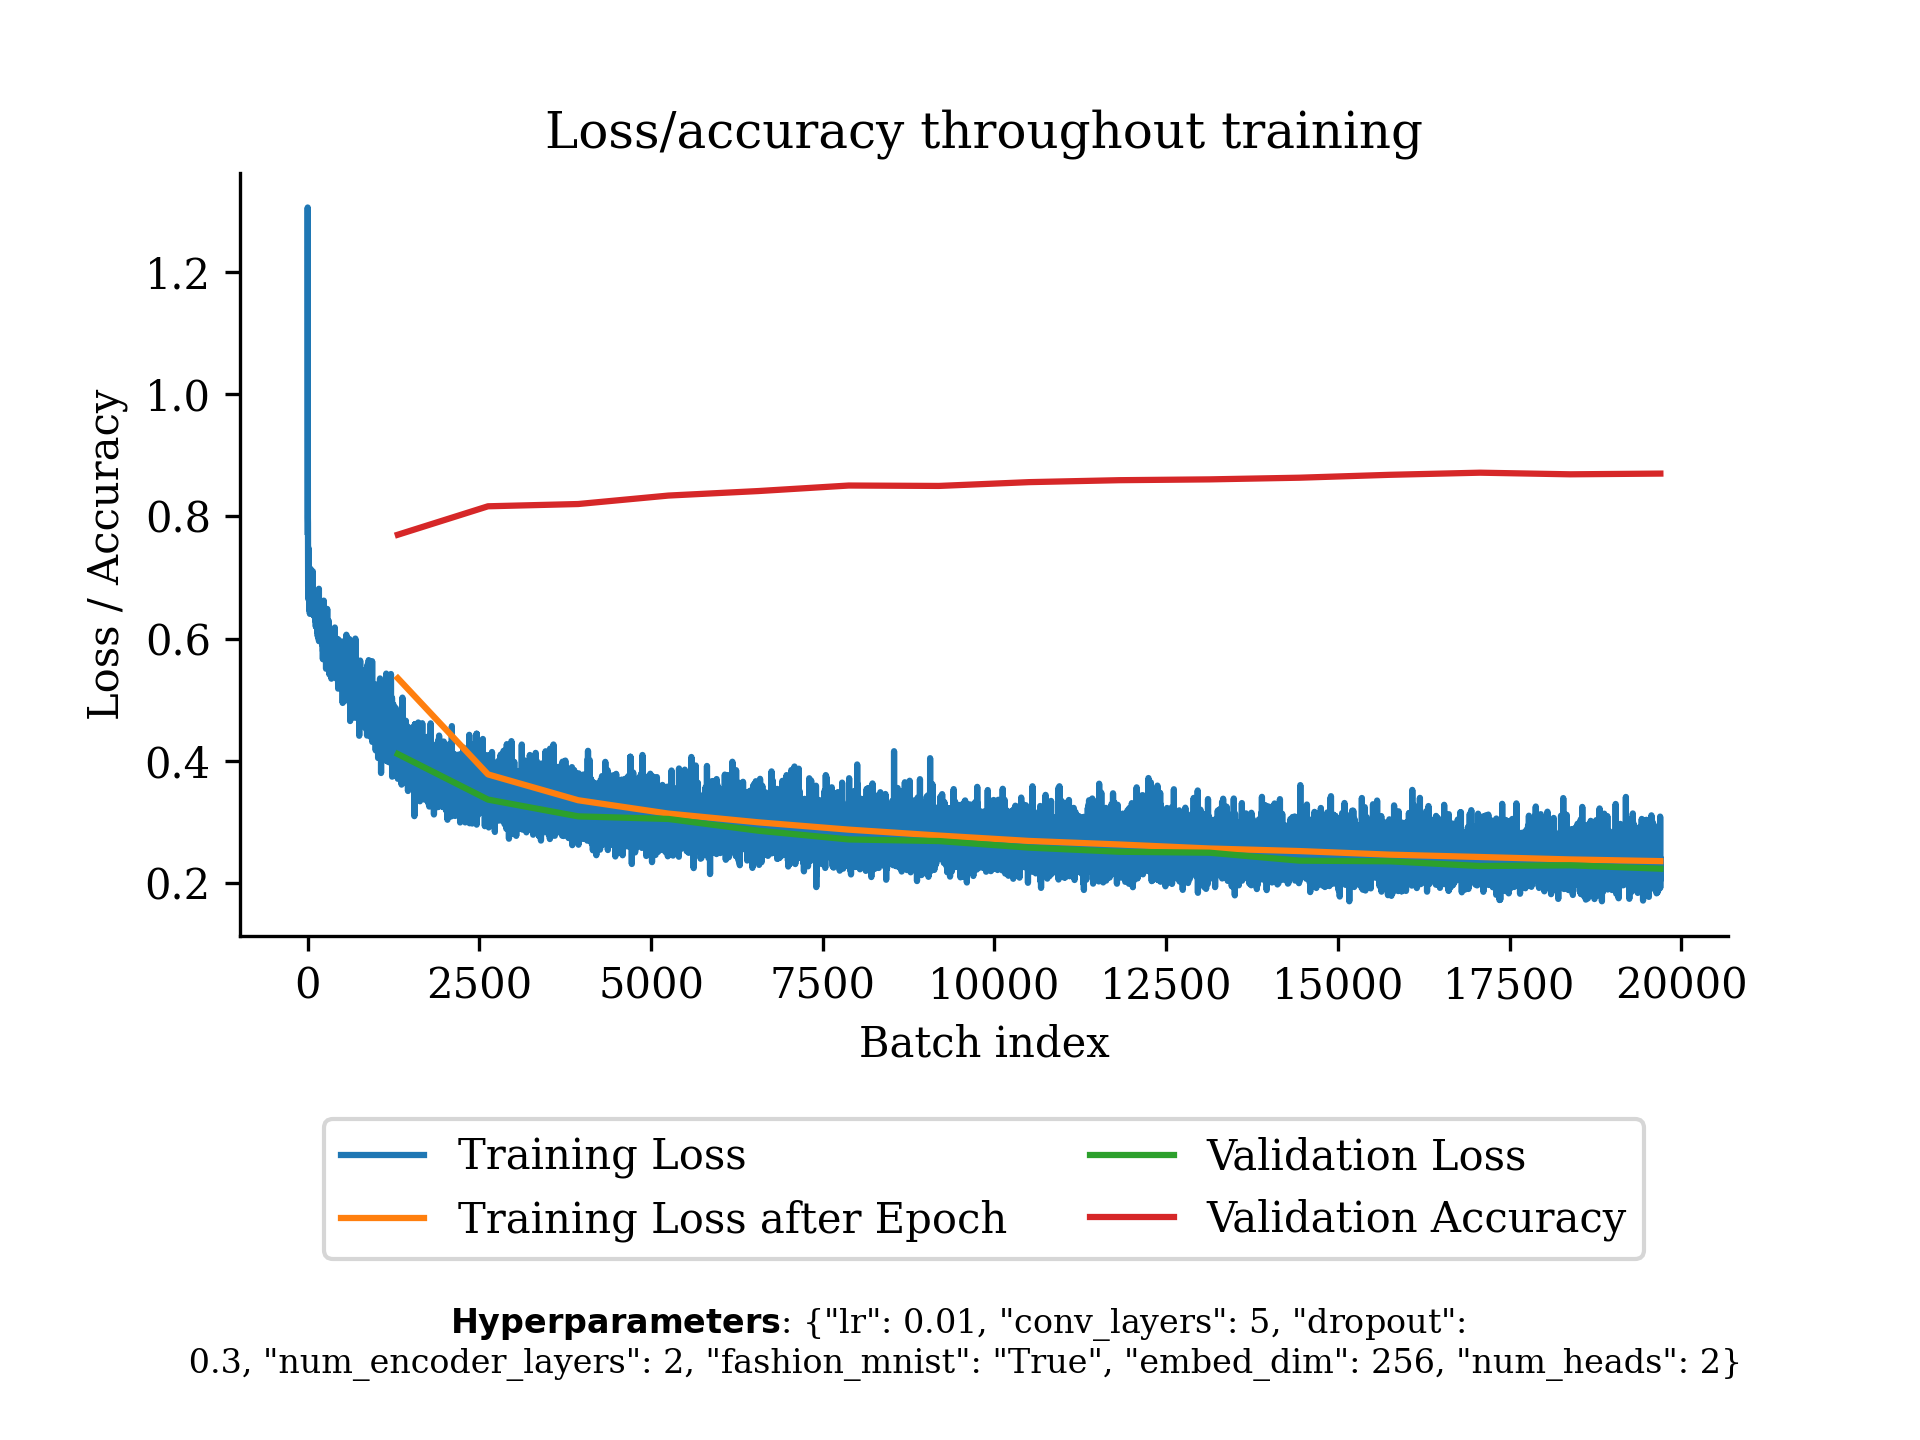 Loss/accuracy throughout training
Loss / Accuracy
1.2
1.0
0.8
0.6
0.4
0.2
0 2500 5000 7500 10000 12500 15000 17500 20000
Batch index
Training Loss
Training Loss after Epoch
Validation Loss
Validation Accuracy
Hyperparameters: {"lr": 0.01, "conv_layers": 5, "dropout":
0.3, "num_encoder_layers": 2, "fashion_mnist": "True", "embed_dim": 256, "num_heads": 2}